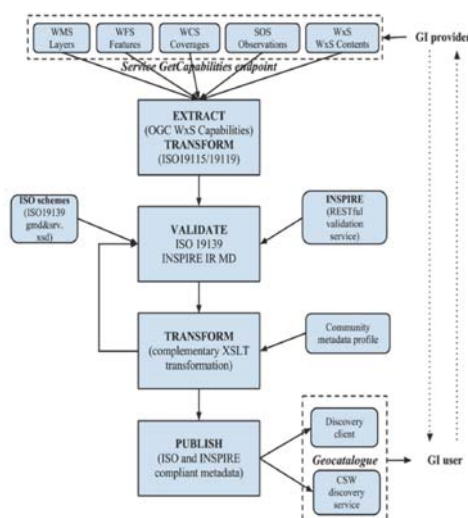 WMS
Layers
WFS
Features
WCS
Coverages
SOS
Observations
WxS
WxS Contents
GI provider
Service GetCapabilities endpoint
EXTRACT
(OGC WxS Capabilities)
TRANSFORM
(ISO19115/19119)
ISO schemes
(ISO19139
gmd&srv.
xsd)
VALIDATE
ISO 19139
INSPIRE IR MD
INSPIRE
(RESTful
validation
service)
TRANSFORM
(complementary XSLT
transformation)
Community
metadata profile
PUBLISH
(ISO and INSPIRE
compliant metadata)
Discovery
client
Geocatalogue
GI user
CSW
discovery
service